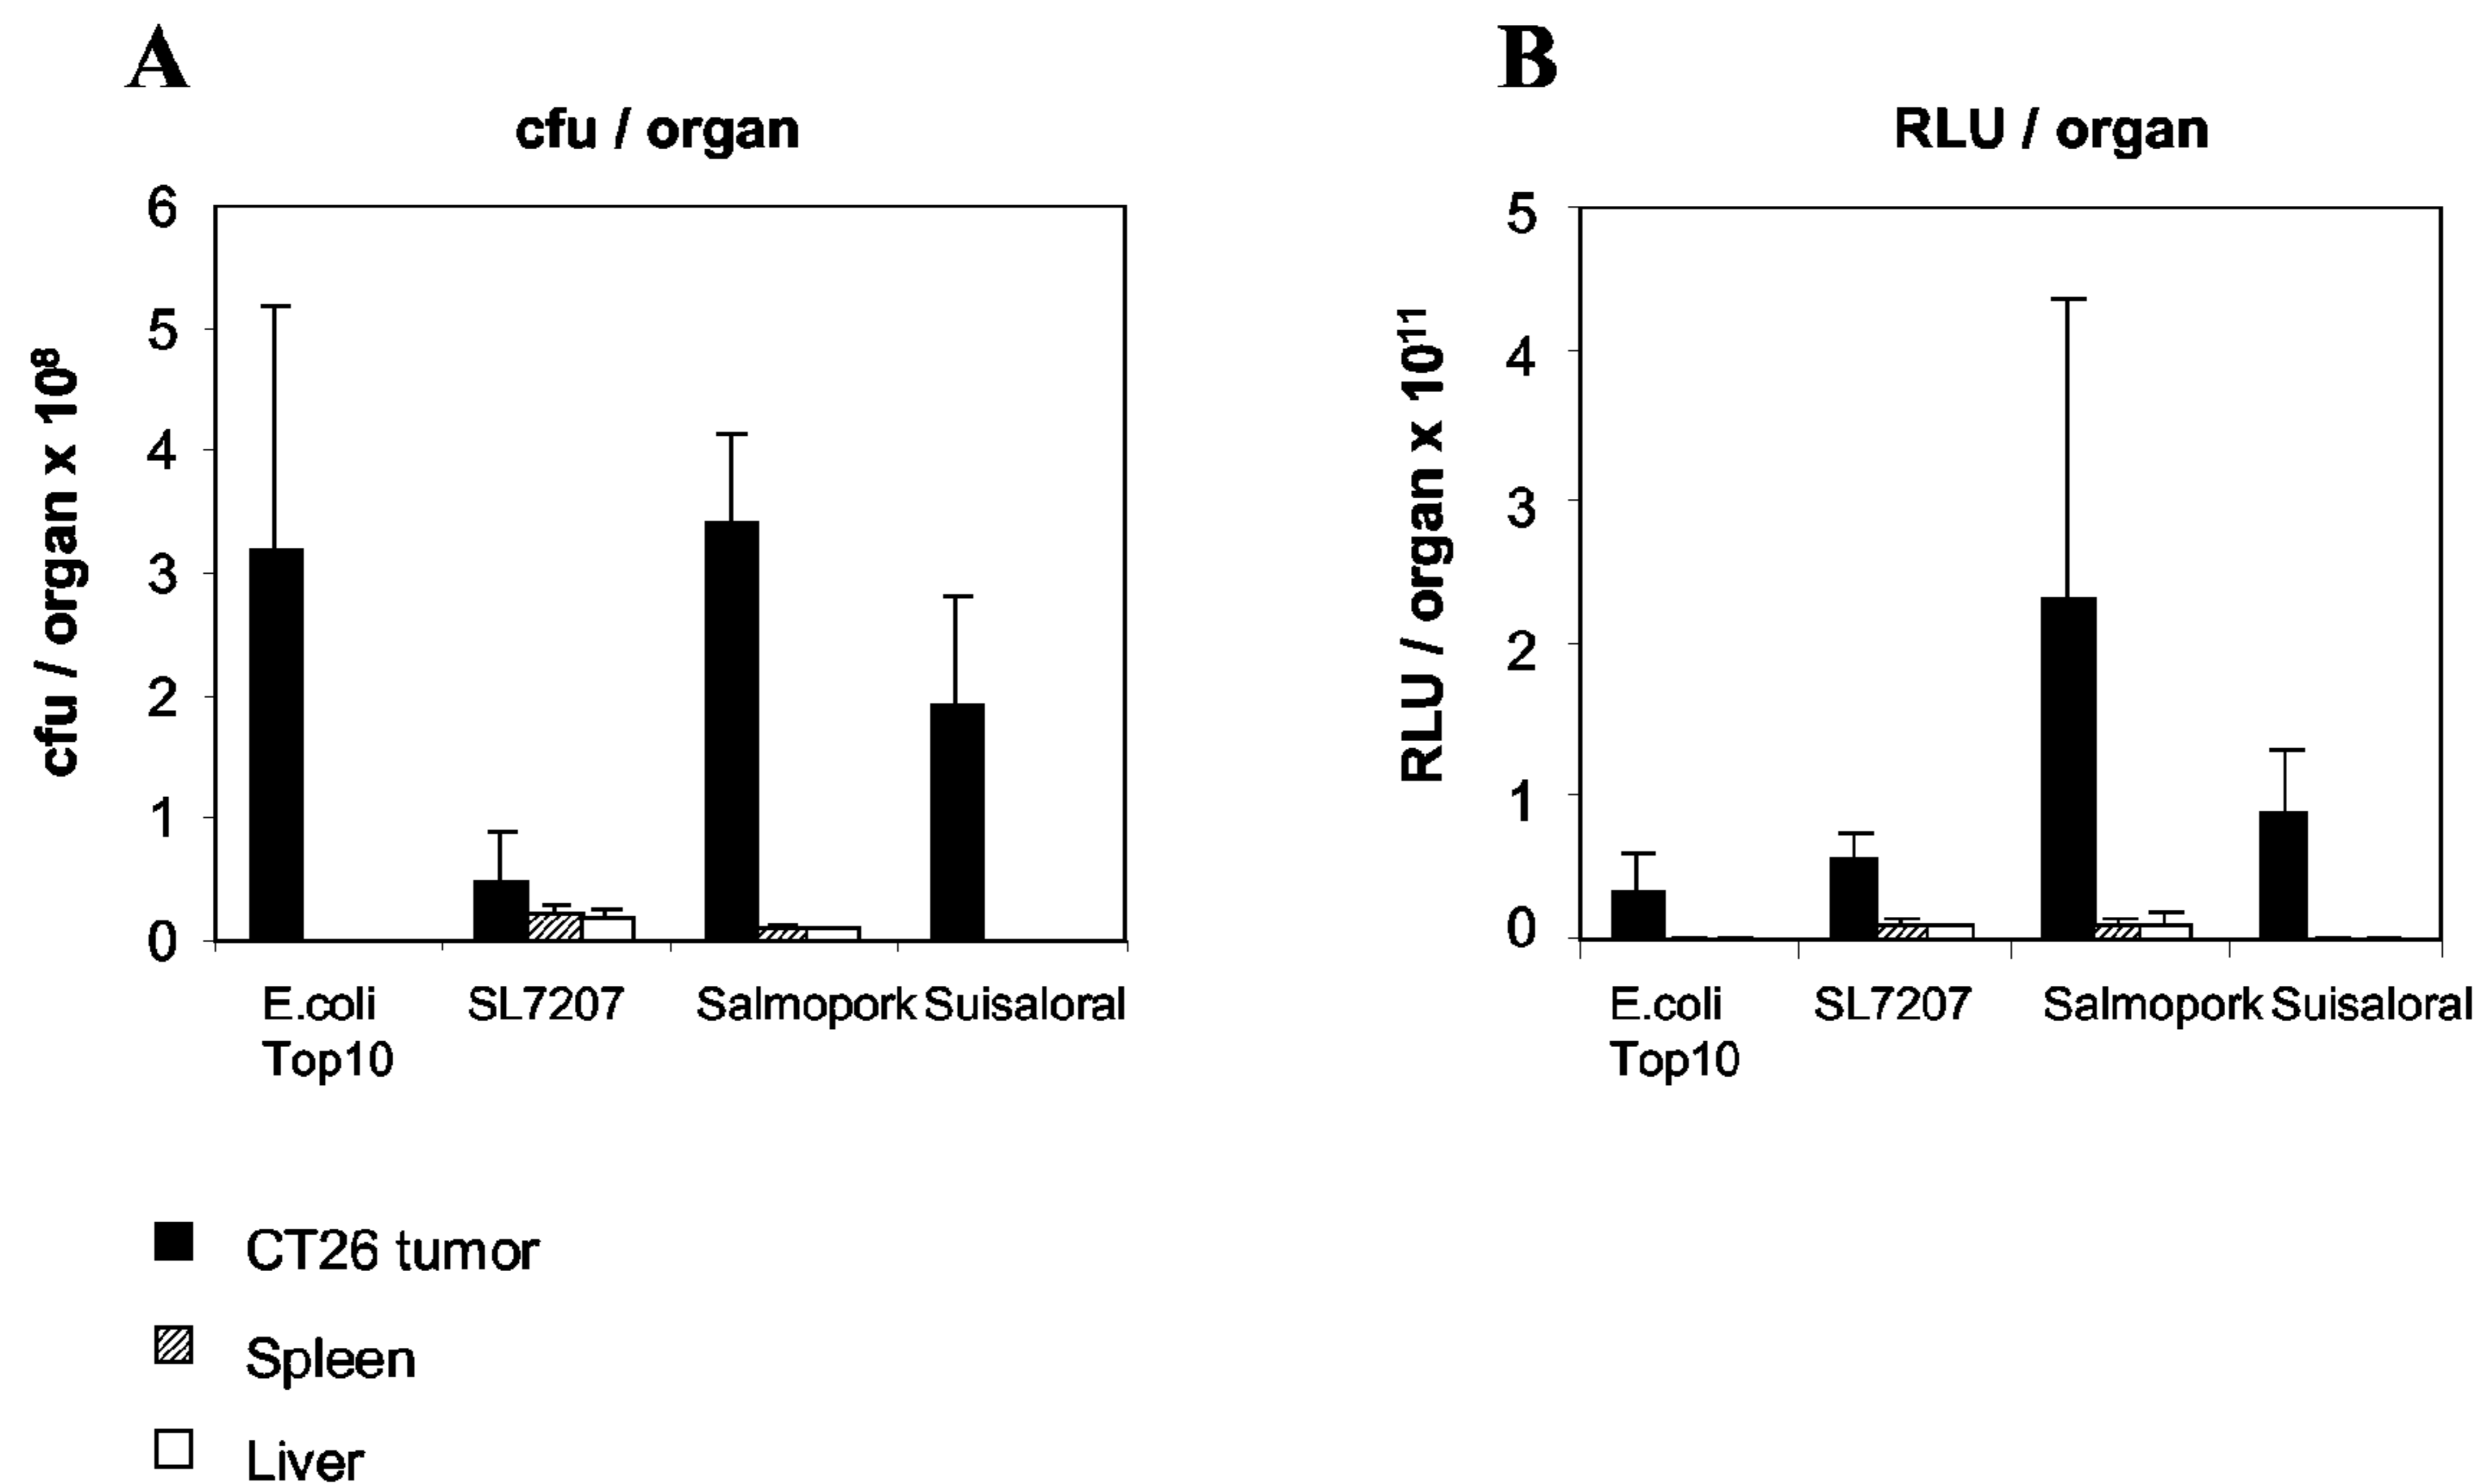 A
cfu / organ
cfu / organ x 10⁸
6
5
4
3
2
1
0
E.coli Top10
SL7207
Salmopork
Suisaloral
B
RLU / organ
RLU / organ x 10¹¹
5
4
3
2
1
0
E.coli Top10
SL7207
Salmopork
Suisaloral
CT26 tumor
Spleen
Liver